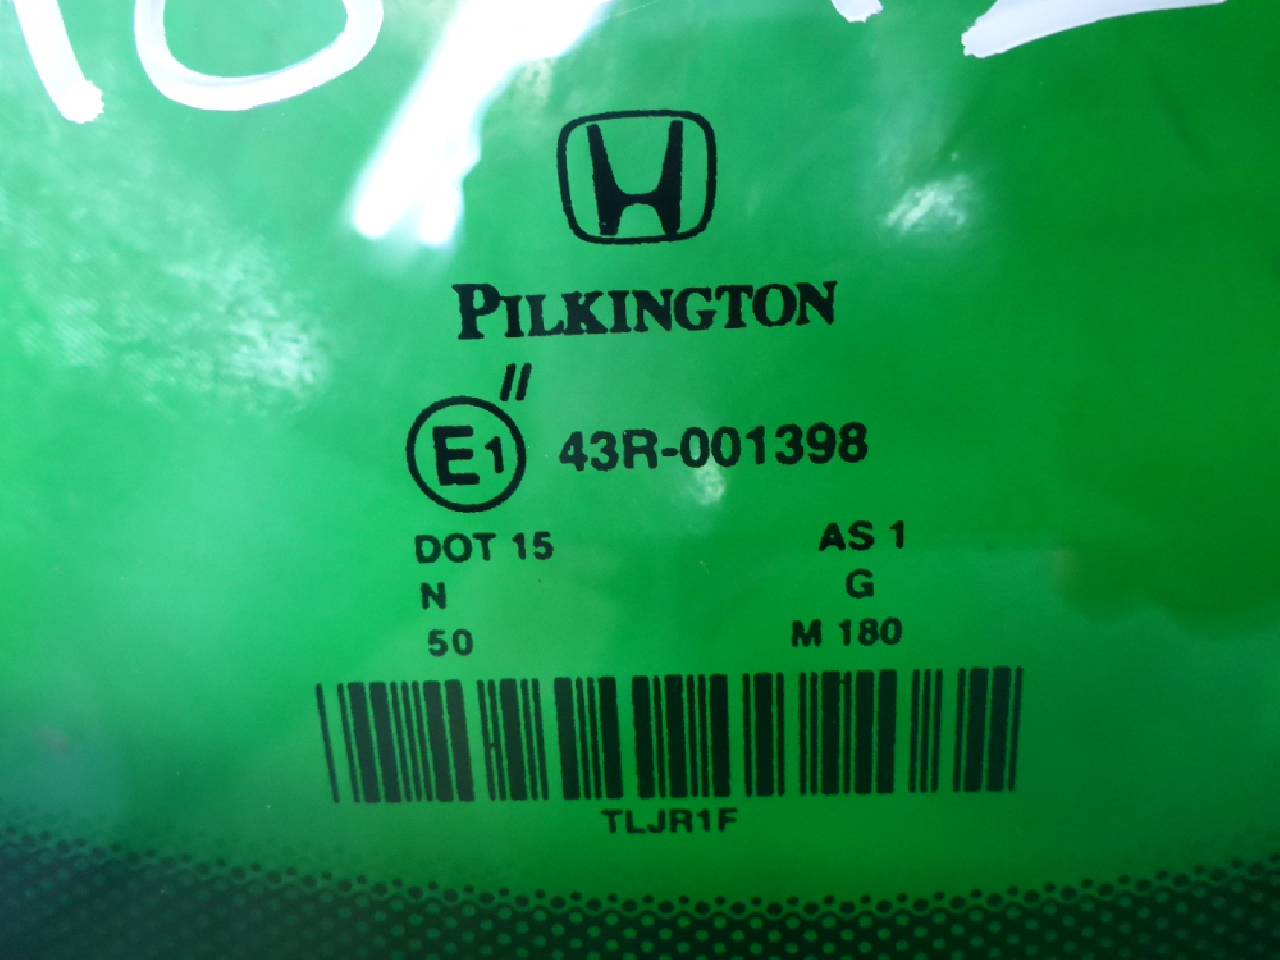 PILKINGTON
//
E1 43R-001398
DOT 15 AS 1
N G
50 M 180
TLJR1F